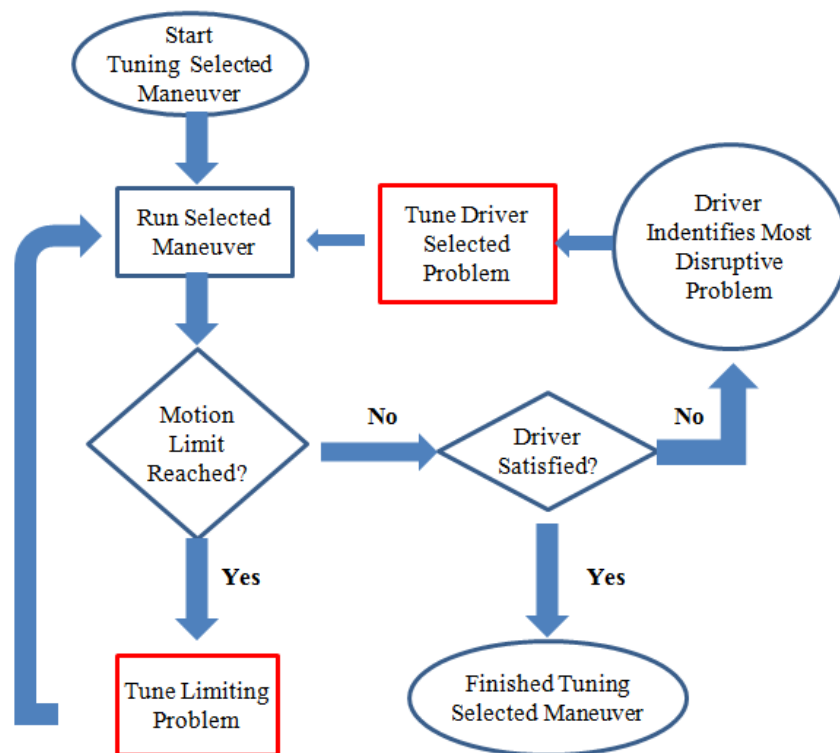 Start
Tuning Selected
Maneuver
Run Selected
Maneuver
Tune Driver
Selected
Problem
Driver
Indentifies Most
Disruptive
Problem
Motion
Limit
Reached?
No
Driver
Satisfied?
No
Yes
Yes
Tune Limiting
Problem
Finished Tuning
Selected Maneuver